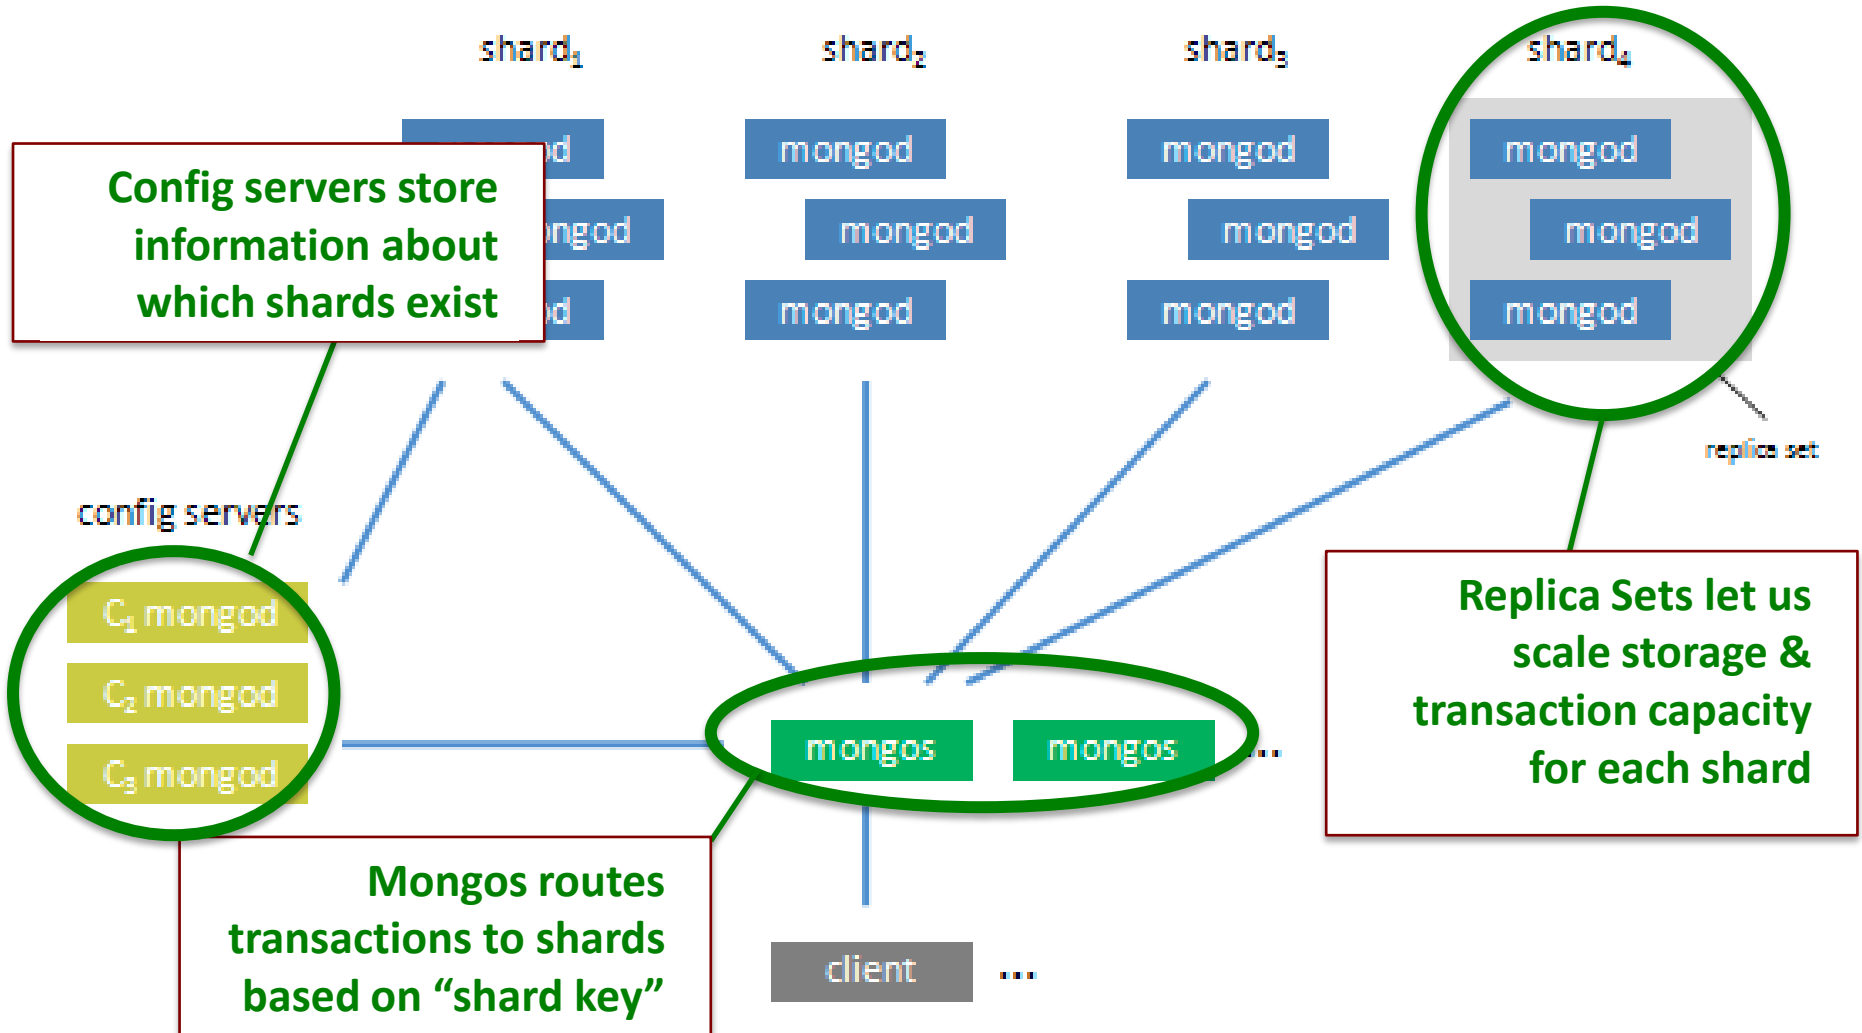 shard₁
shard₂
shard₃
shard₄
mongod
mongod
mongod
mongod
mongod
mongod
mongod
mongod
mongod
Config servers store
information about
which shards exist
replica set
config servers
C₁ mongod
C₂ mongod
C₃ mongod
mongos
mongos
...
Replica Sets let us
scale storage &
transaction capacity
for each shard
Mongos routes
transactions to shards
based on “shard key”
client
...